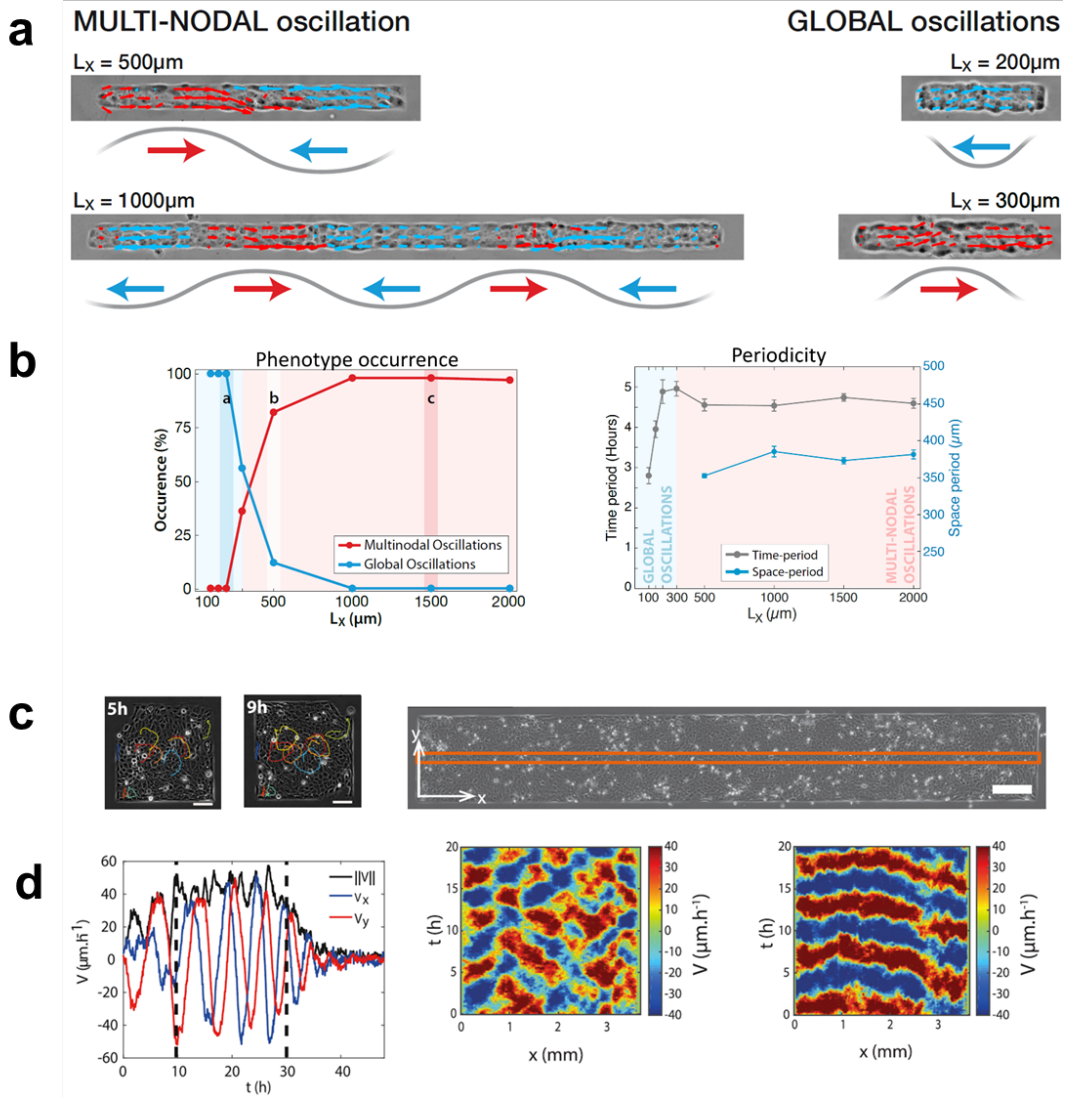 a
MULTI-NODAL oscillation
GLOBAL oscillations
Lx = 500µm
Lx = 200µm
Lx = 1000µm
Lx = 300µm
b
Phenotype occurrence
Occurence (%)
100
75
50
25
0
a
b
c
Multinodal Oscillations
Global Oscillations
100
500
1000
1500
2000
Lx (µm)
Periodicity
Time period (Hours)
5
4
3
2
1
0
GLOBAL
OSCILLATIONS
MULTI-NODAL
OSCILLATIONS
Time-period
Space-period
500
450
400
350
300
250
Space period (µm)
100
300
500
1000
1500
2000
Lx (µm)
c
5h
9h
y
x
d
V (µm.h⁻¹)
60
40
20
0
-20
-40
-60
||V||
Vx
Vy
0
10
20
30
40
t (h)
t (h)
20
15
10
5
0
0
1
2
3
x (mm)
40
30
20
10
0
-10
-20
-30
-40
V (µm.h⁻¹)
t (h)
20
15
10
5
0
0
1
2
3
x (mm)
40
30
20
10
0
-10
-20
-30
-40
V (µm.h⁻¹)